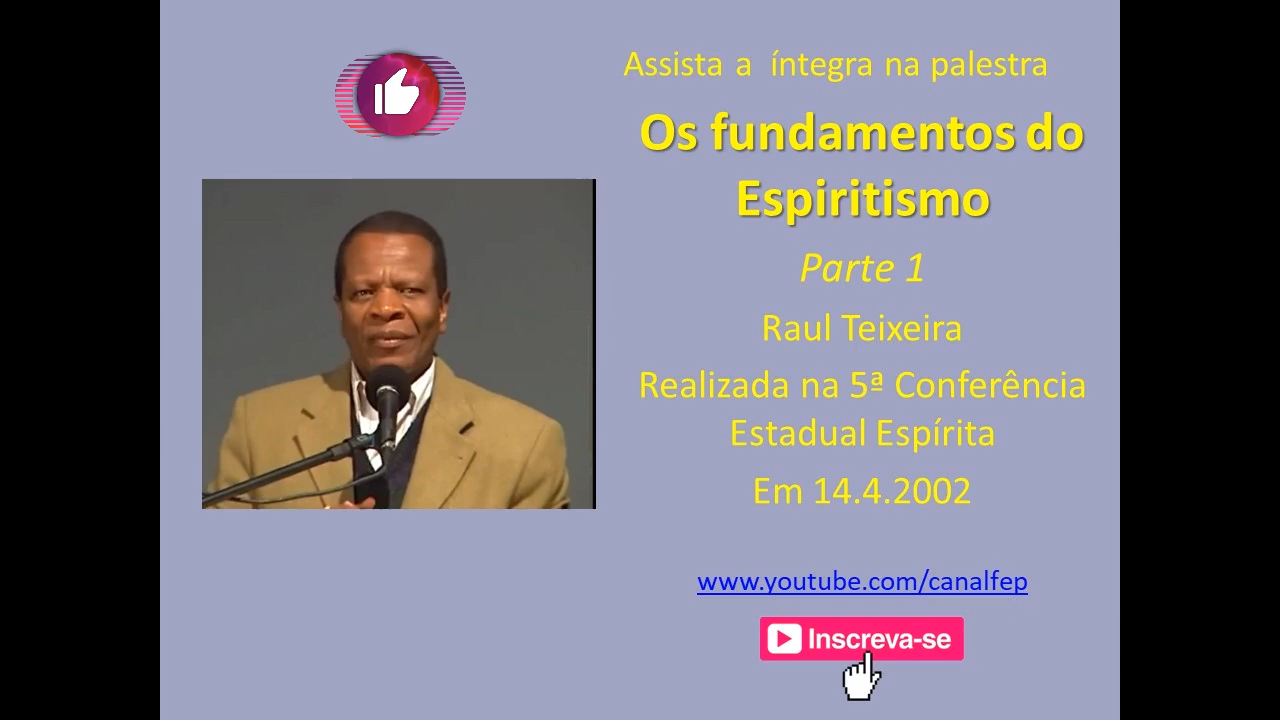 Assista a íntegra na palestra
Os fundamentos do
Espiritismo
Parte 1
Raul Teixeira
Realizada na 5ª Conferência
Estadual Espírita
Em 14.4.2002
www.youtube.com/canalfep
Inscreva-se